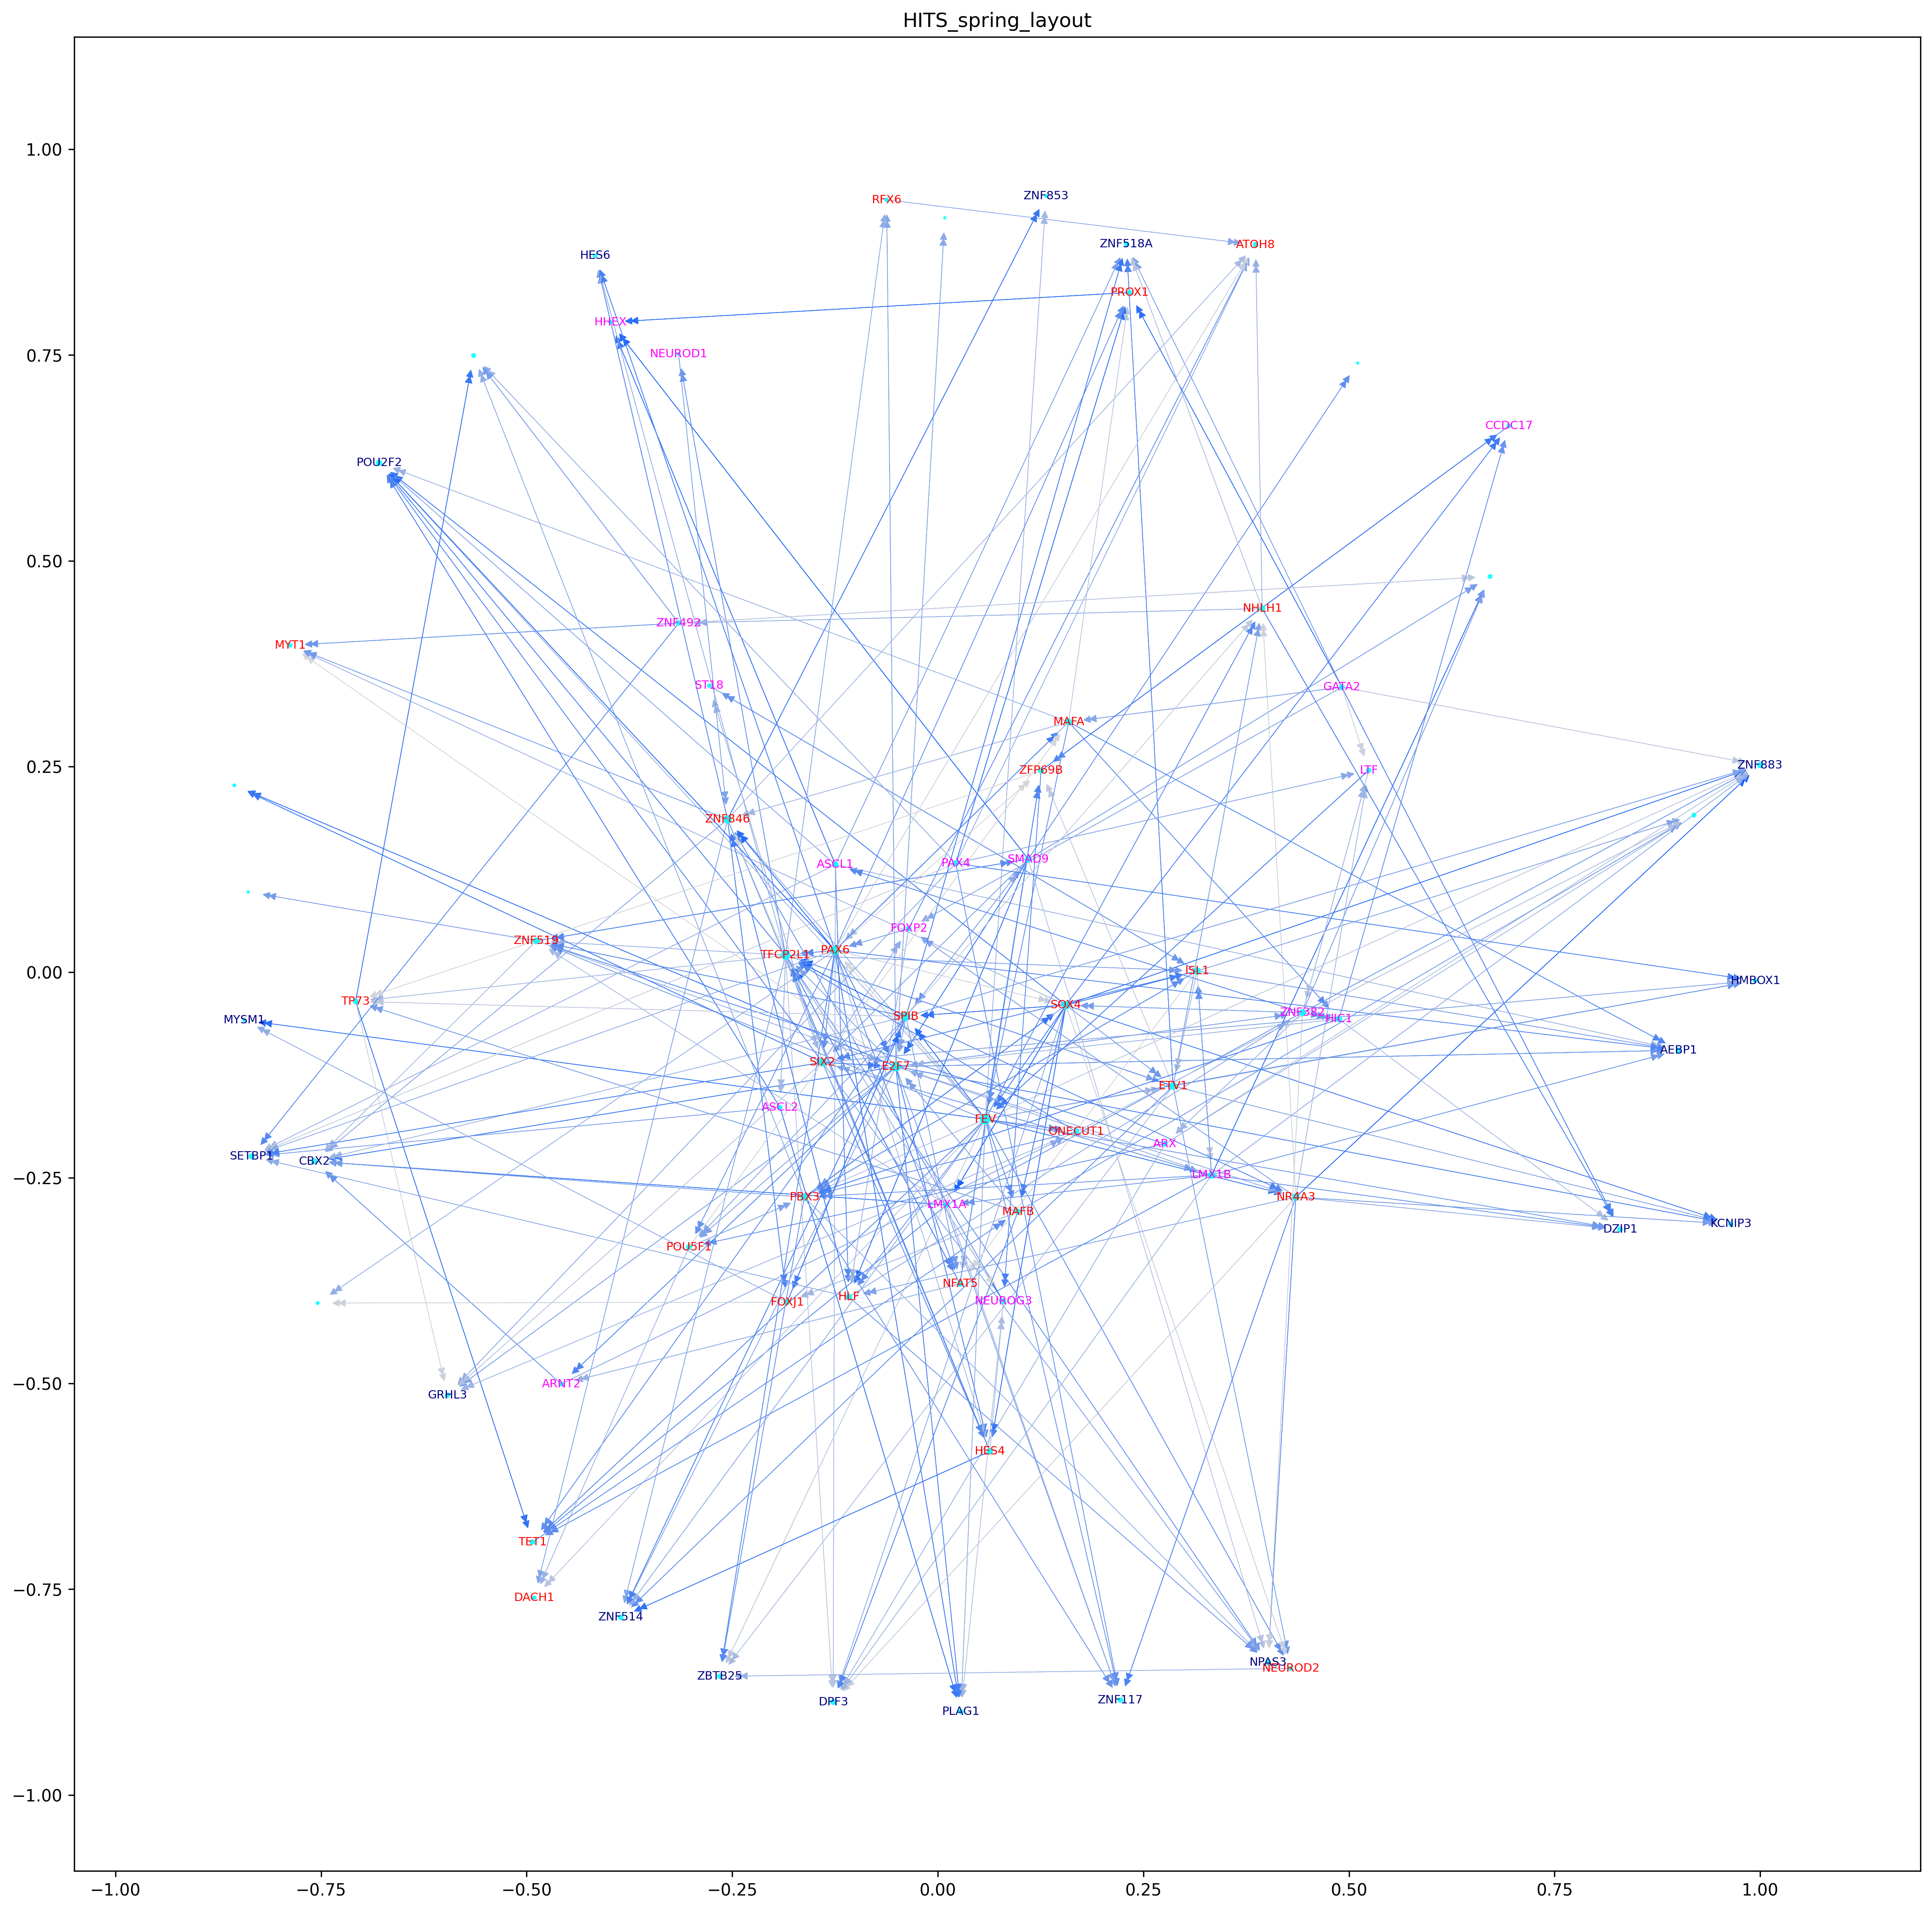 HITS_spring_layout
1.00
0.75
0.50
0.25
0.00
−0.25
−0.50
−0.75
−1.00
RFX6
ZNF853
ZNF518A
ATOH8
HES6
PROX1
HHEX
NEUROD1
CCDC17
POU2F2
NHLH1
ZNF492
MYT1
ST18
GATA2
MAFA
ZFP69B
LTF
ZNF883
ZNF846
ASCL1
PAX4
SMAD9
FOXP2
ZNF519
TFCP2L1
PAX6
ISL1
HMBOX1
TP73
SOX4
MYSM1
SPIB
ZNF382
HIC1
SIX2
E2F7
AEBP1
ETV1
ASCL2
FEV
ONECUT1
ARX
SETBP1
CBX2
LMX1B
PBX3
LMX1A
MAFB
NR4A3
DZIP1
KCNIP3
POU5F1
NFAT5
FOXJ1
HLF
NEUROG3
GRHL3
ARNT2
HES4
TET1
DACH1
ZNF514
ZBTB25
NPAS3
NEUROD2
DPF3
PLAG1
ZNF117
−1.00
−0.75
−0.50
−0.25
0.00
0.25
0.50
0.75
1.00